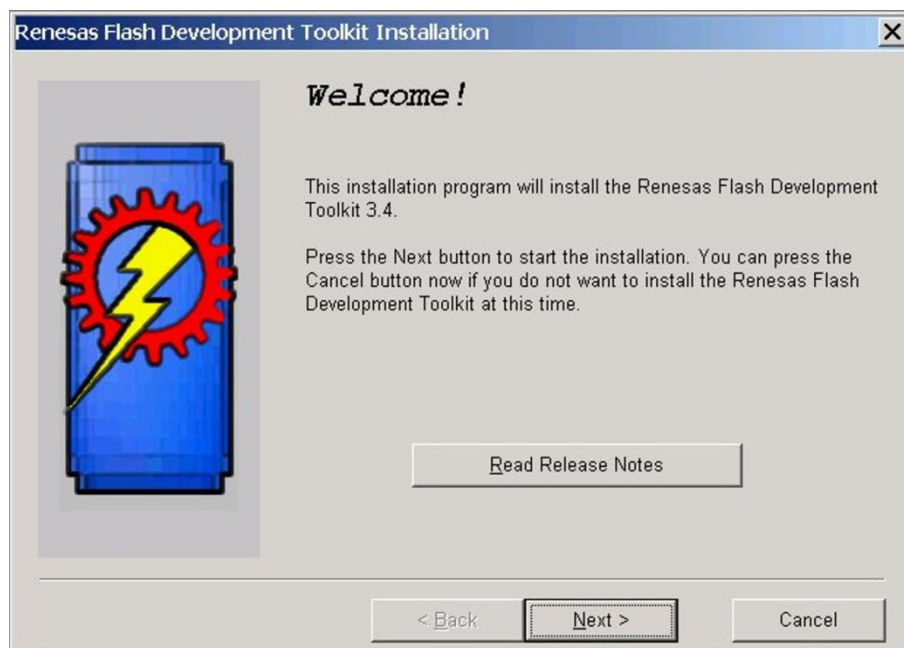 Renesas Flash Development Toolkit Installation
Welcome!
This installation program will install the Renesas Flash Development
Toolkit 3.4.
Press the Next button to start the installation. You can press the
Cancel button now if you do not want to install the Renesas Flash
Development Toolkit at this time.
Read Release Notes
< Back
Next >
Cancel